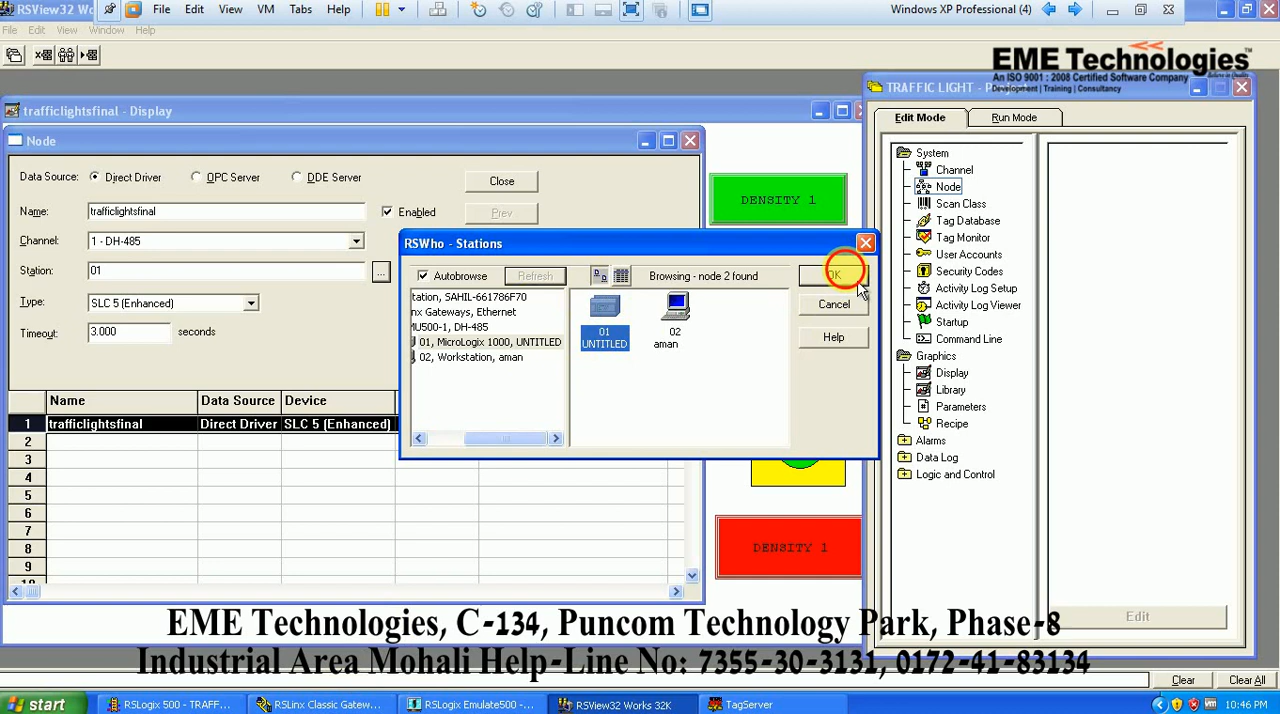 RSView32 Wo
File Edit View VM Tabs Help
Windows XP Professional (4)
File Edit View Window Help
EME Technologies
An ISO 9001 : 2008 Certified Software Company
Development | Training | Consultancy
TRAFFIC LIGHT - P
trafficlightsfinal - Display
Edit Mode Run Mode
Node
Data Source: Direct Driver OPC Server DDE Server Close
Name: trafficlightsfinal Enabled Prev
Channel: 1 - DH-485
Station: 01 ...
Type: SLC 5 (Enhanced)
Timeout: 3.000 seconds
Name Data Source Device
1 trafficlightsfinal Direct Driver SLC 5 (Enhanced)
2
3
4
5
6
7
8
9
10
RSWho - Stations
Autobrowse Refresh Browsing - node 2 found OK
tation, SAHIL-661786F70
nx Gateways, Ethernet
MU500-1, DH-485
01, MicroLogix 1000, UNTITLED
02, Workstation, aman
01
UNTITLED
02
aman
Cancel
Help
DENSITY 1
DENSITY 1
System
Channel
Node
Scan Class
Tag Database
Tag Monitor
User Accounts
Security Codes
Activity Log Setup
Activity Log Viewer
Startup
Command Line
Graphics
Display
Library
Parameters
Recipe
Alarms
Data Log
Logic and Control
Edit
EME Technologies, C-134, Puncom Technology Park, Phase-8
Industrial Area Mohali Help-Line No: 7355-30-3131, 0172-41-83134
Clear Clear All
start RSLogix 500 - TRAFF... RSLinx Classic Gatew... RSLogix Emulate500 -... RSView32 Works 32K TagServer 10:46 PM